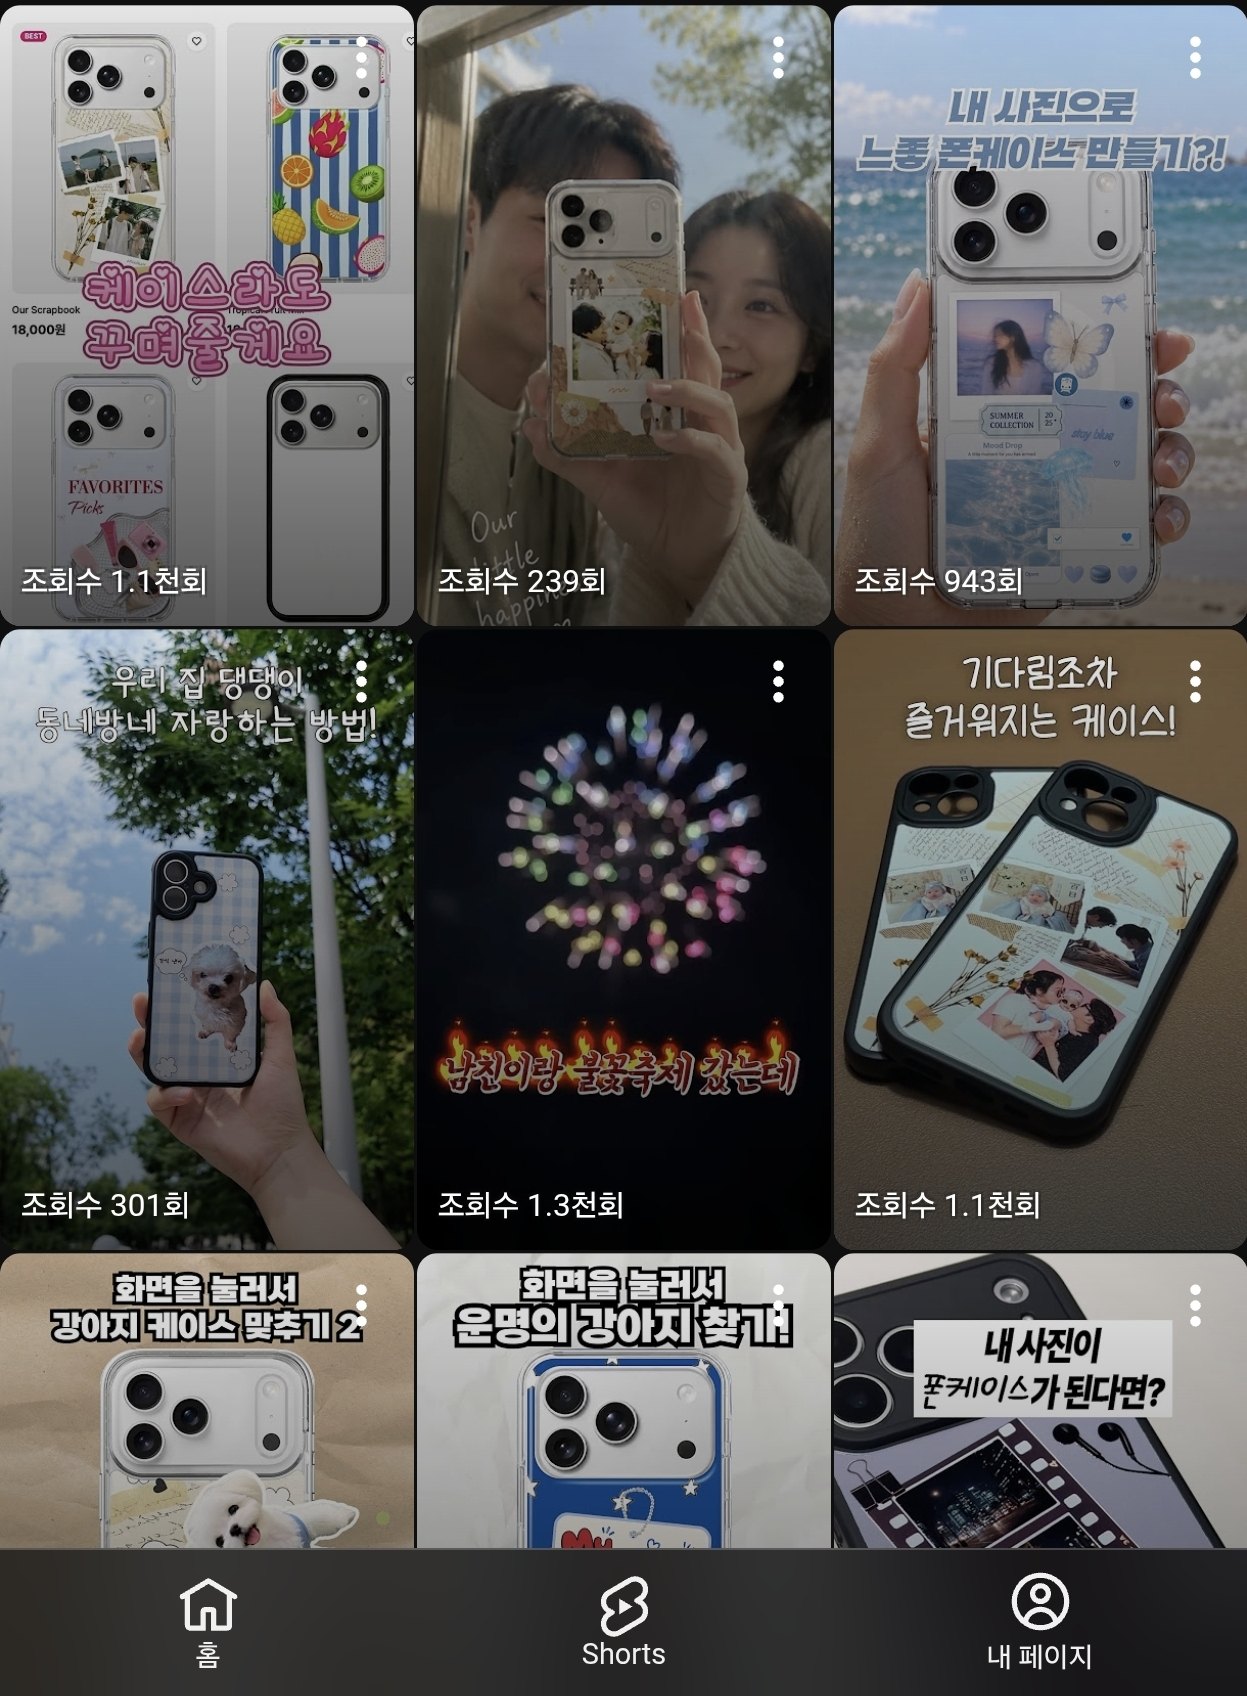 BEST
Our Scrapbook
18,000원
케이스라도
꾸며줄게요
FAVORITES
Picks
조회수 1.1천회
Our
little
happin
조회수 239회
내 사진으로
느좋 폰케이스 만들기?!
SUMMER
COLLECTION
20
25
Mood Drop
stay blue
조회수 943회
우리 집 댕댕이
동네방네 자랑하는 방법!
조회수 301회
남친이랑 불꽃축제 갔는데
조회수 1.3천회
기다림조차
즐거워지는 케이스!
조회수 1.1천회
화면을 눌러서
강아지 케이스 맞추기 2
화면을 눌러서
운명의 강아지 찾기!
My
내 사진이
폰케이스가 된다면?
홈
Shorts
내 페이지